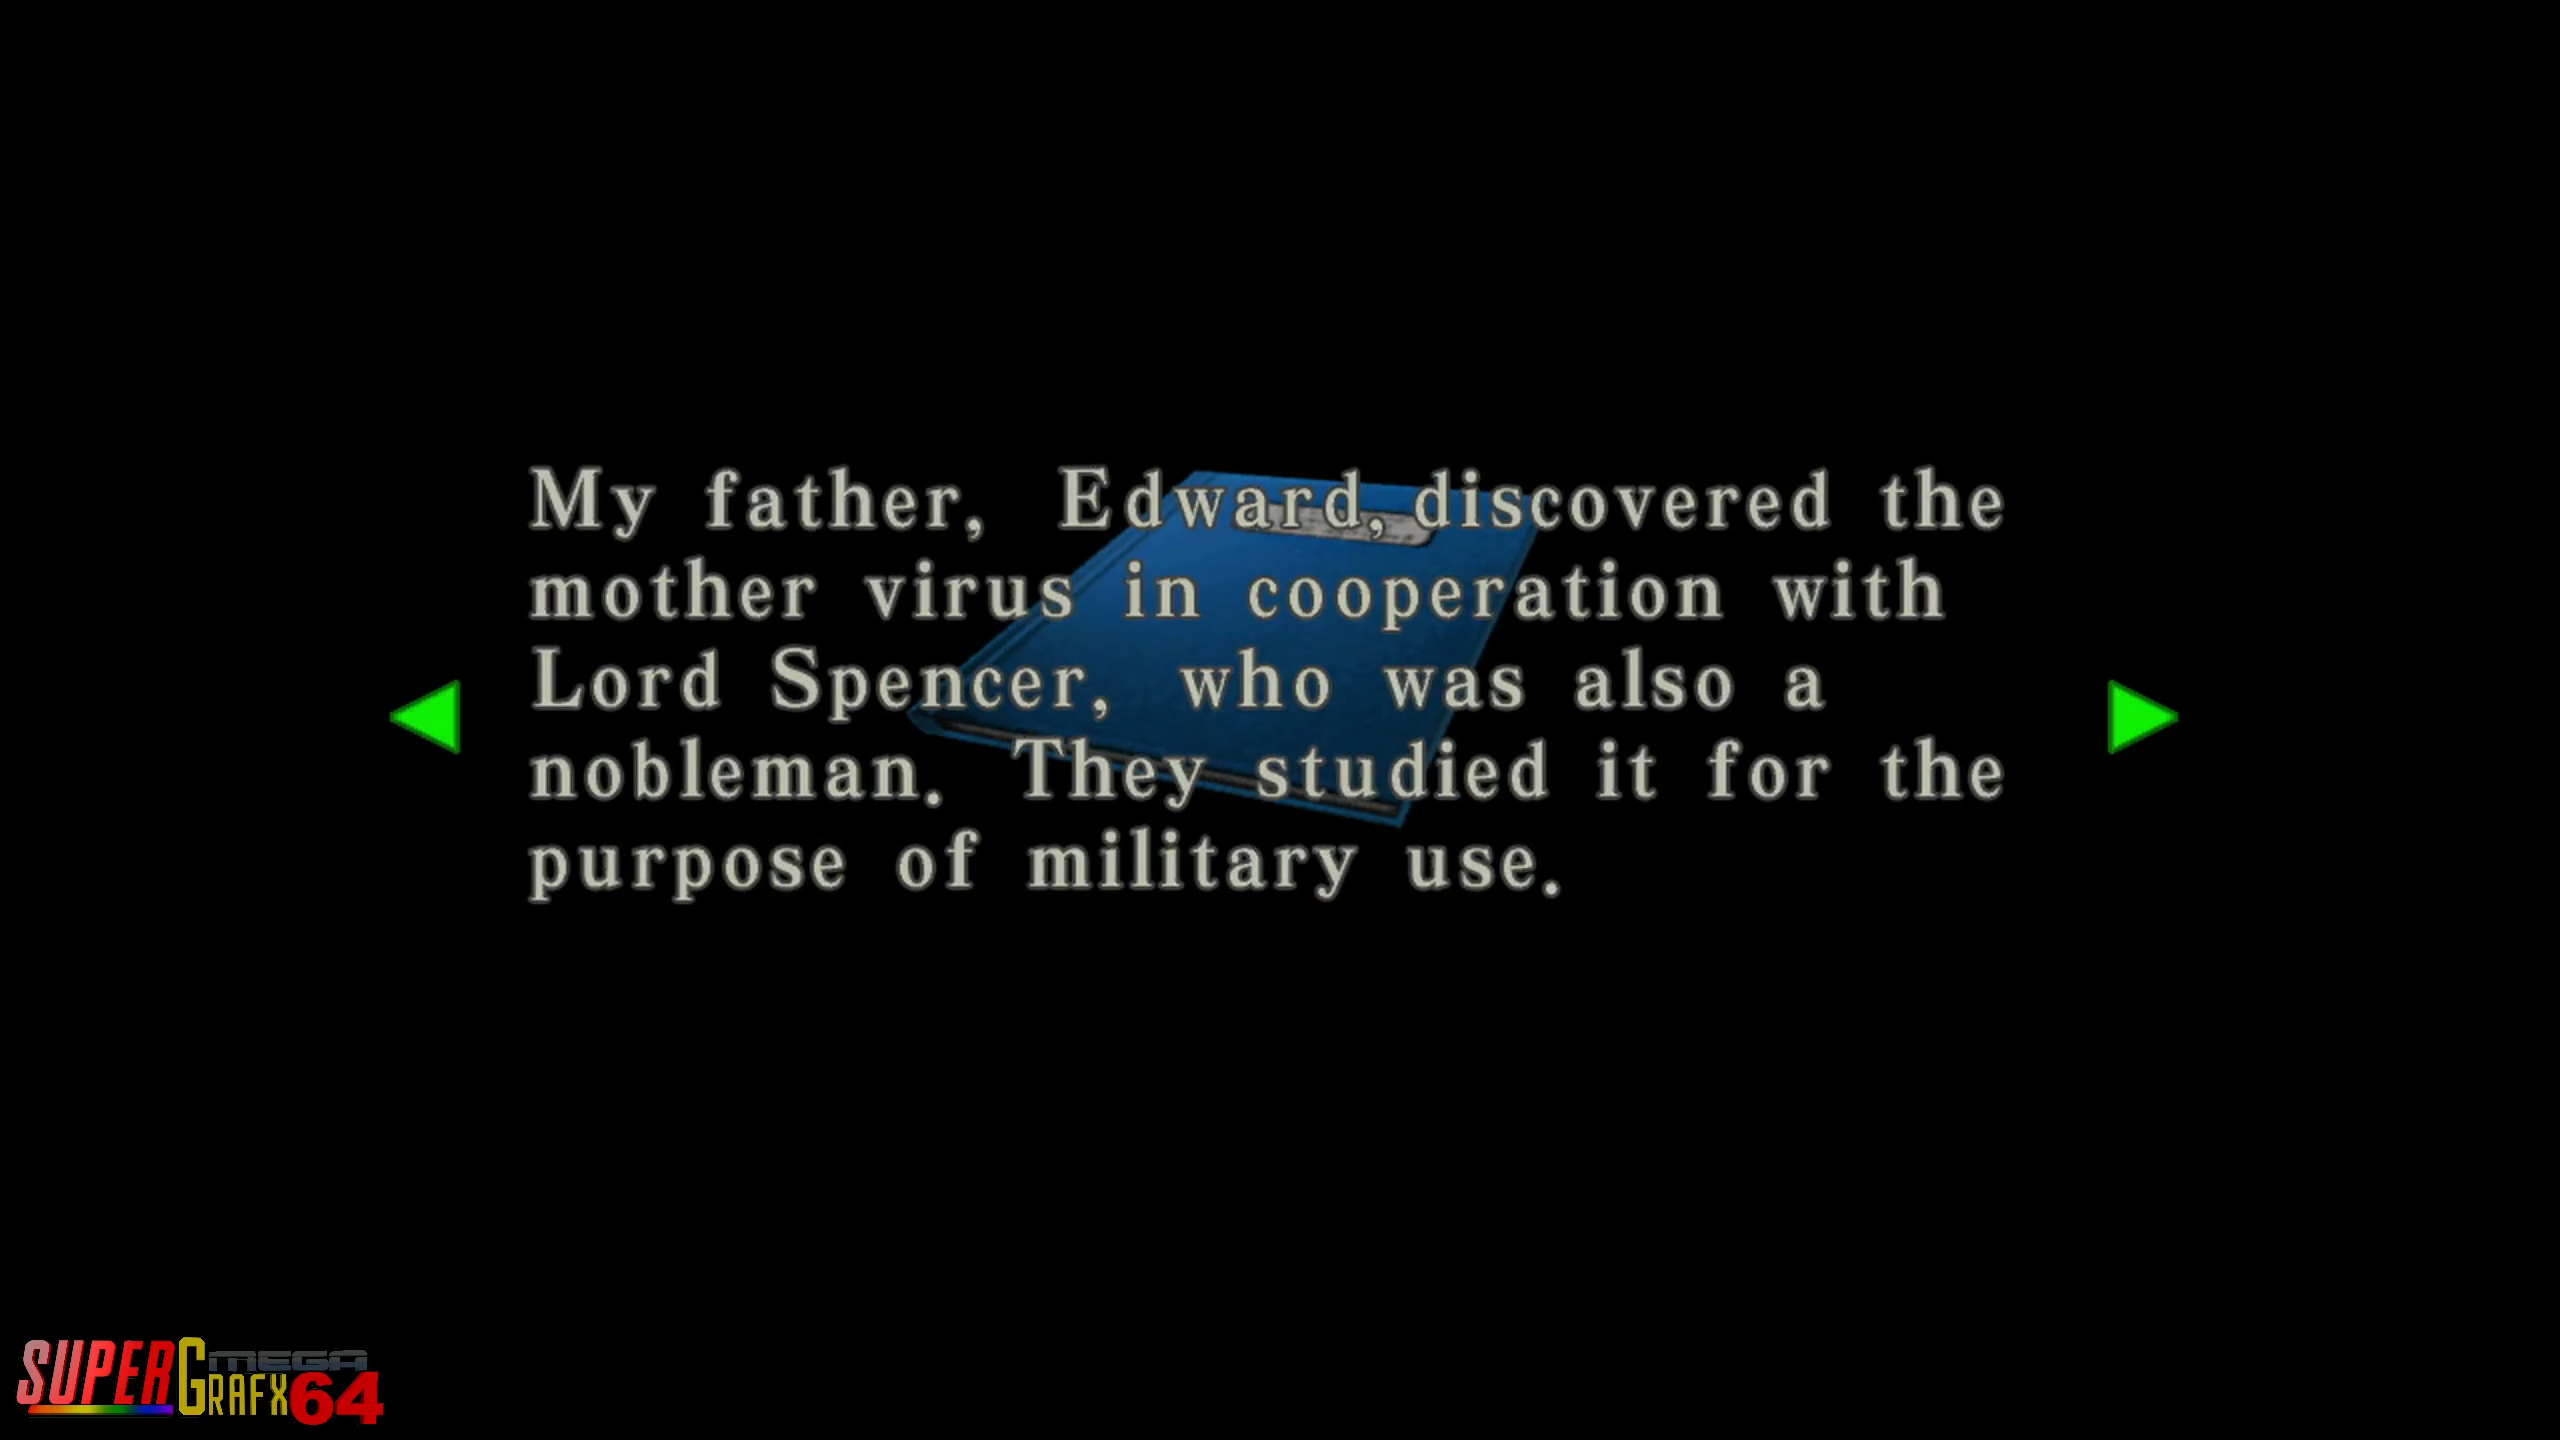 My father, Edward, discovered the
mother virus in cooperation with
Lord Spencer, who was also a
nobleman. They studied it for the
purpose of military use.
SUPER GRAFX MEGA 64